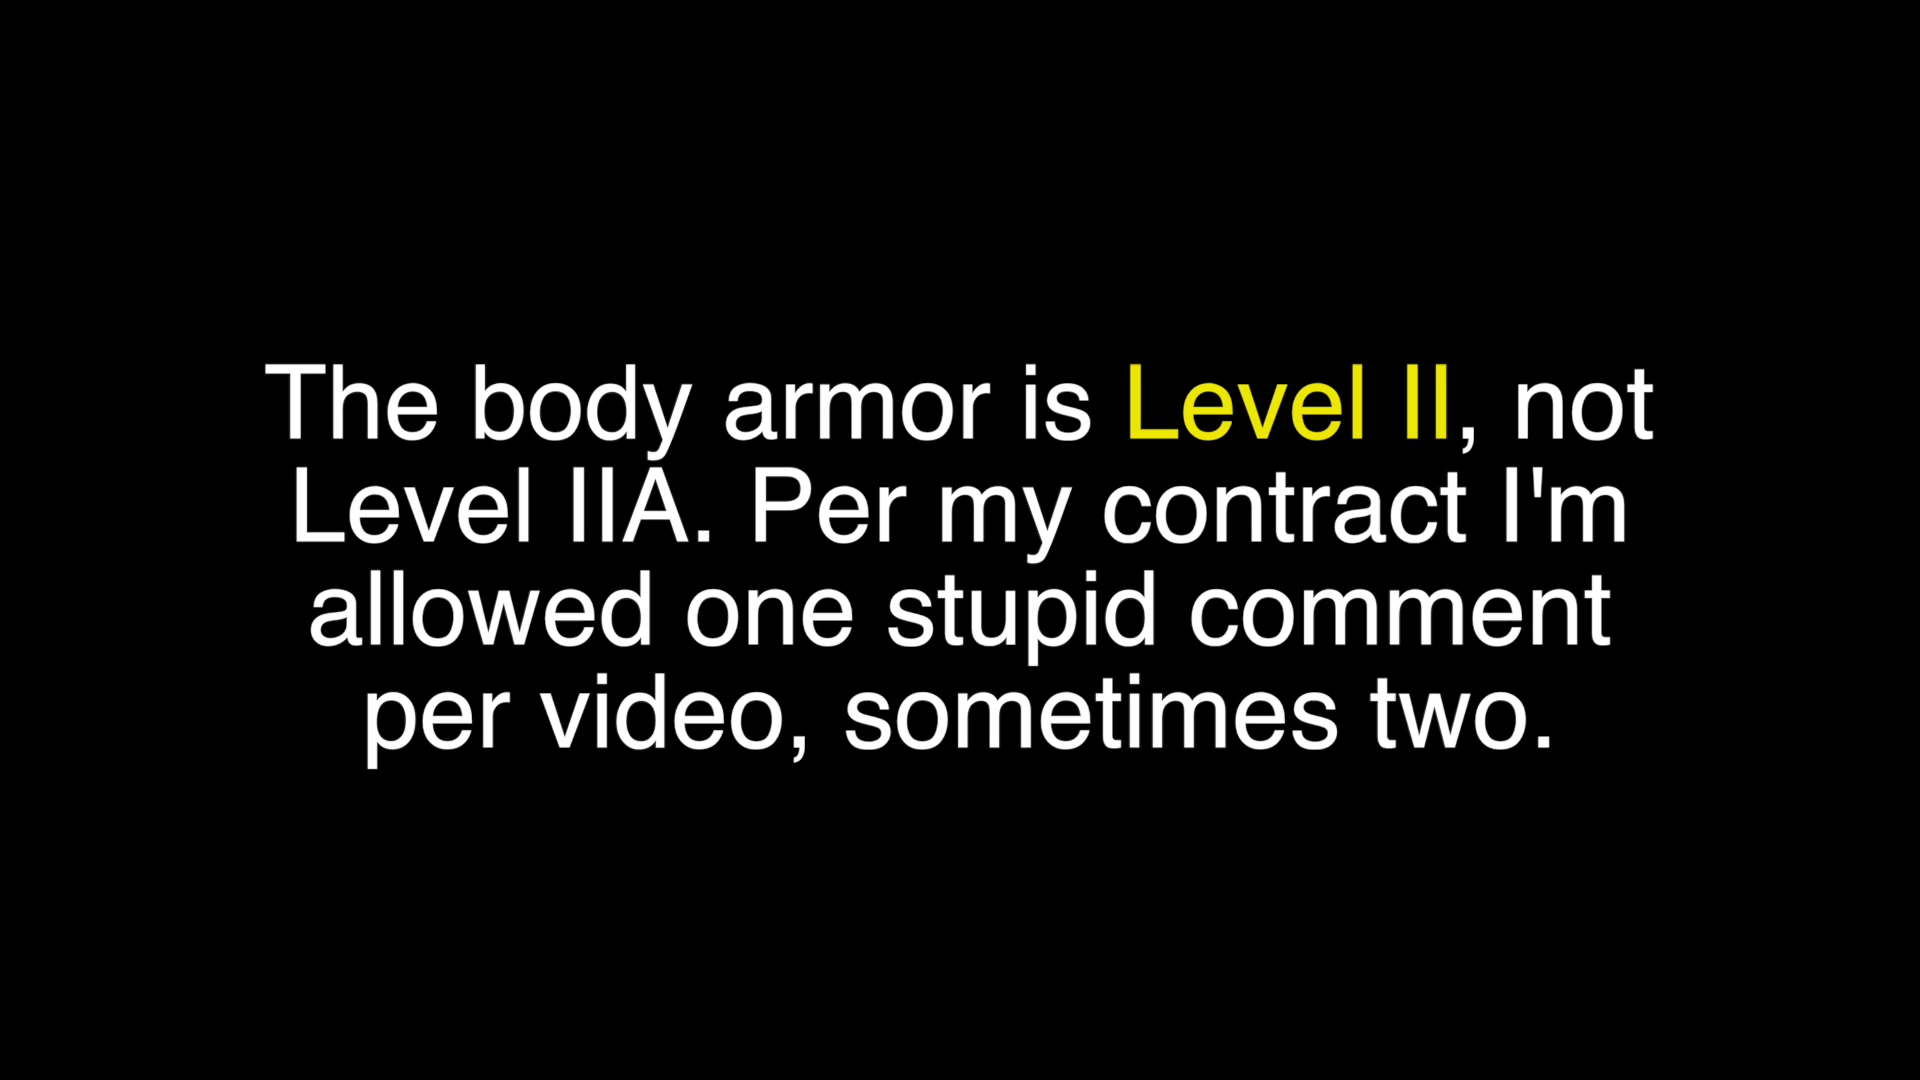 The body armor is Level II, not
Level IIA. Per my contract I'm
allowed one stupid comment
per video, sometimes two.